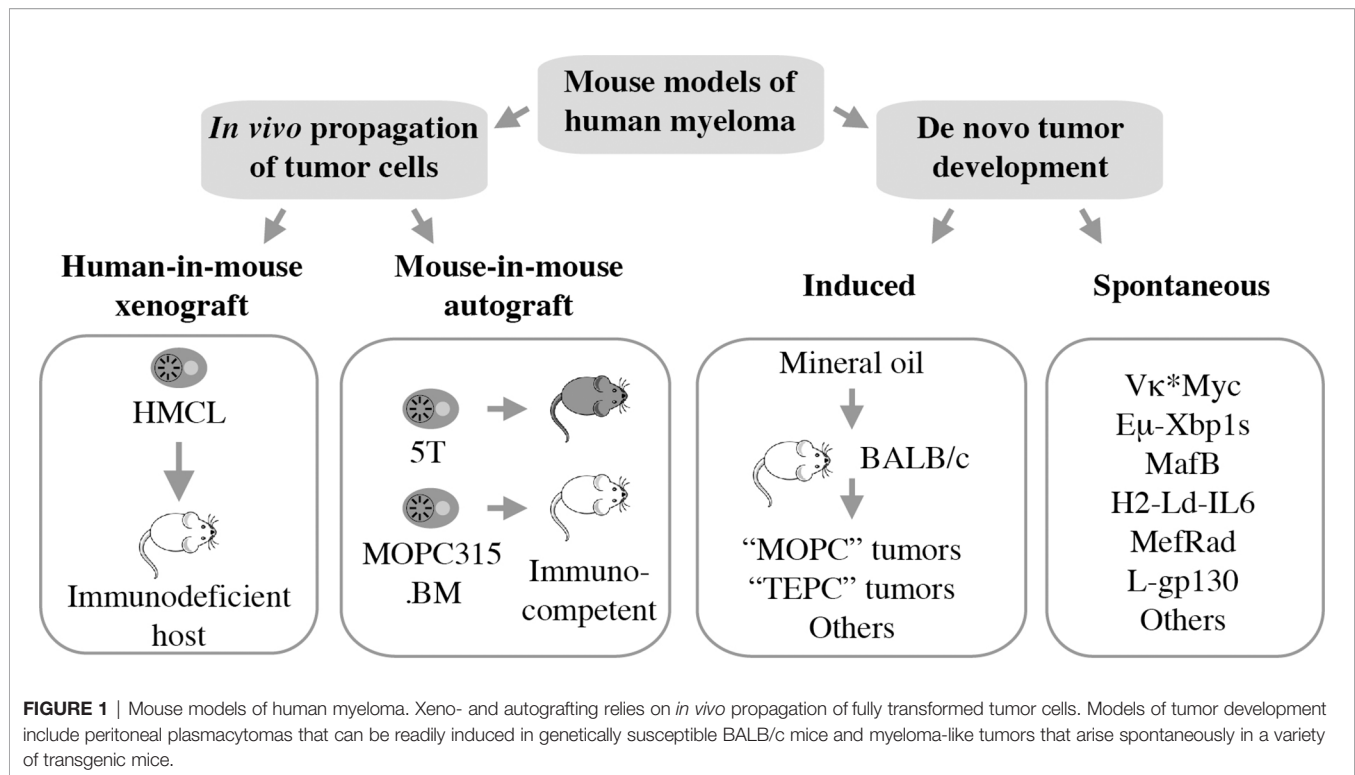 Mouse models of
human myeloma
In vivo propagation
of tumor cells
De novo tumor
development
Human-in-mouse
xenograft
HMCL
Immunodeficient
host
Mouse-in-mouse
autograft
5T
MOPC315
.BM
Immuno-
competent
Induced
Mineral oil
BALB/c
“MOPC” tumors
“TEPC” tumors
Others
Spontaneous
Vκ*Myc
Eμ-Xbp1s
MafB
H2-Ld-IL6
MefRad
L-gp130
Others
FIGURE 1 | Mouse models of human myeloma. Xeno- and autografting relies on in vivo propagation of fully transformed tumor cells. Models of tumor development
include peritoneal plasmacytomas that can be readily induced in genetically susceptible BALB/c mice and myeloma-like tumors that arise spontaneously in a variety
of transgenic mice.